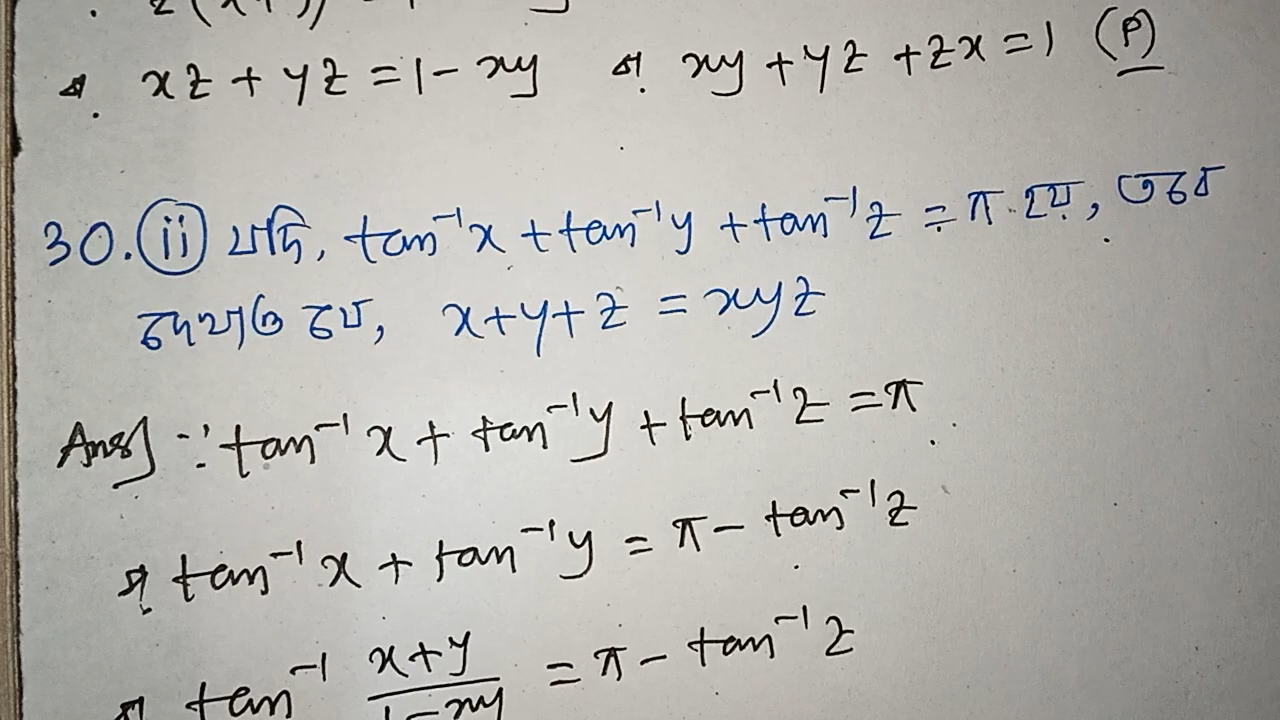 xz + yz = 1 - xy বা, xy + yz + zx = 1 (P)
30. (ii) যদি, tan⁻¹x + tan⁻¹y + tan⁻¹z = π হয়, তবে
দেখাও যে, x + y + z = xyz
Ans] ∵ tan⁻¹x + tan⁻¹y + tan⁻¹z = π
বা, tan⁻¹x + tan⁻¹y = π - tan⁻¹z
বা, tan⁻¹ (x+y)/(1-xy) = π - tan⁻¹z